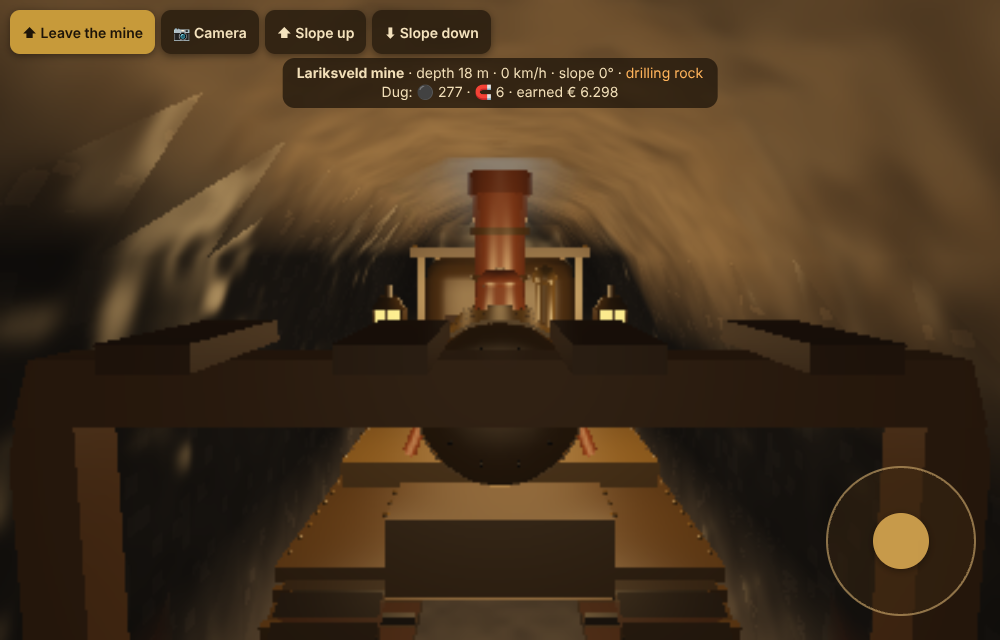 ⬆ Leave the mine
📷 Camera
⬆ Slope up
⬇ Slope down
Lariksveld mine · depth 18 m · 0 km/h · slope 0° · drilling rock
Dug: 🌑 277 · 🧲 6 · earned € 6.298